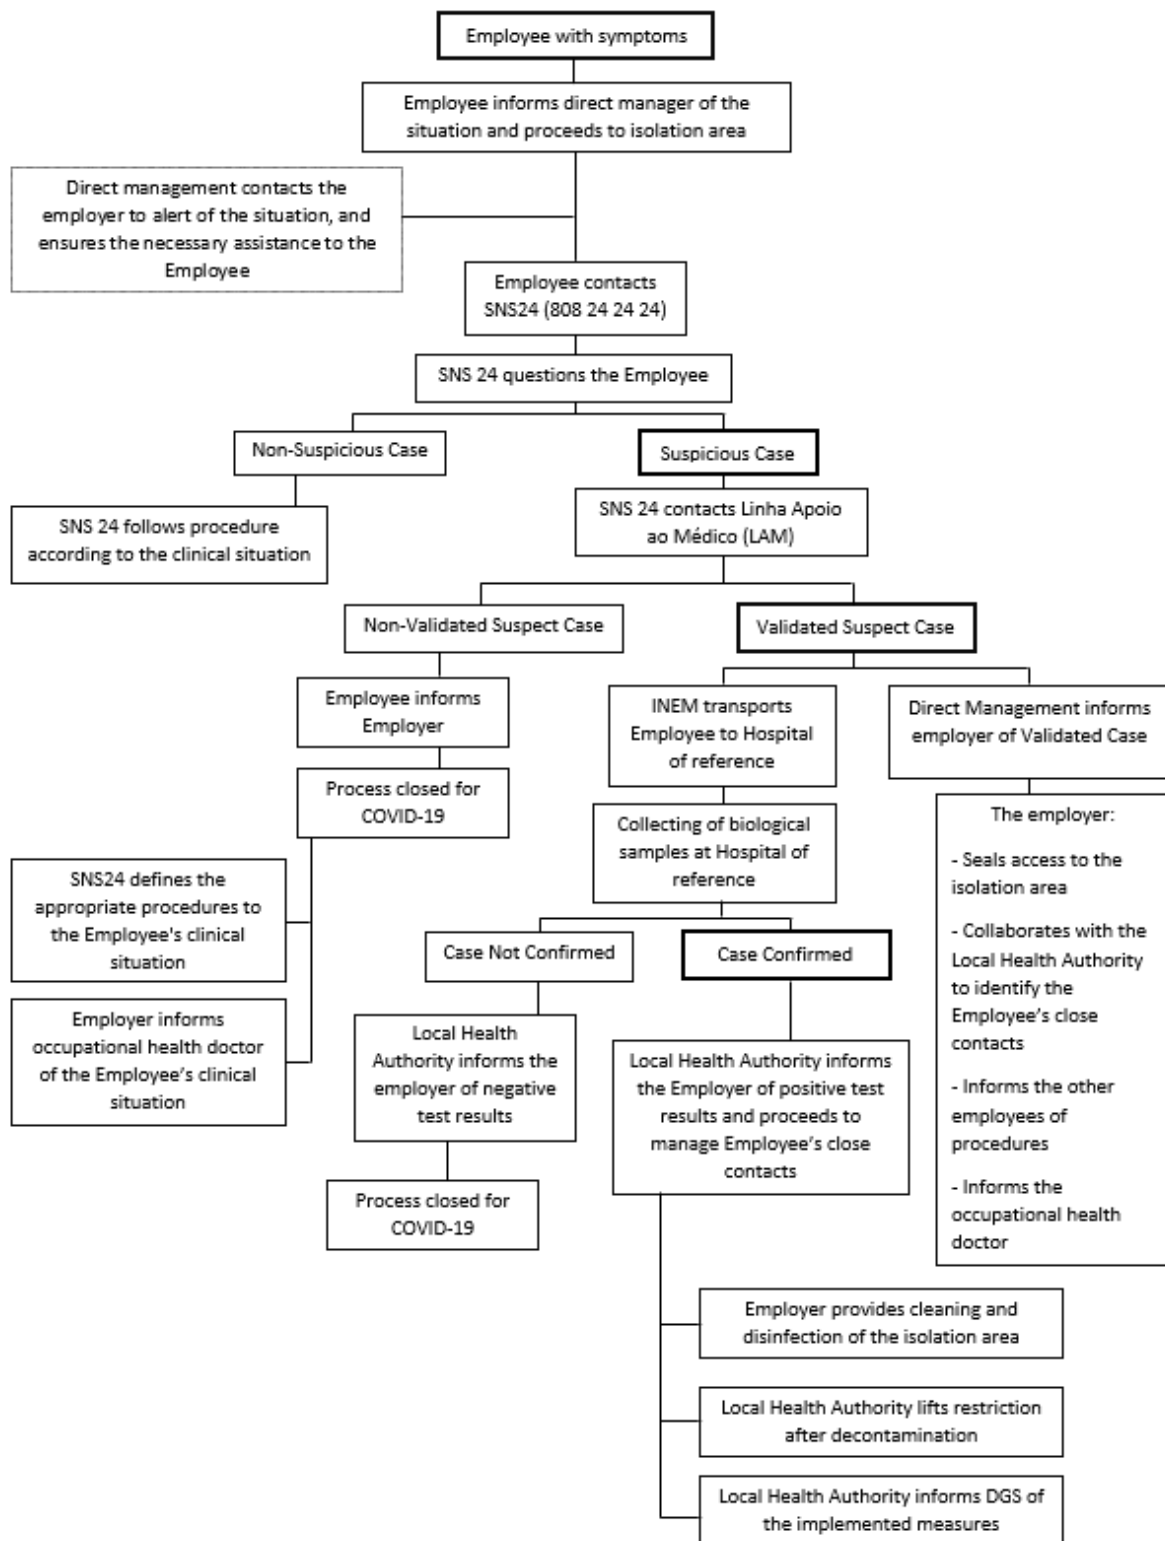 Employee with symptoms
Employee informs direct manager of the
situation and proceeds to isolation area
Direct management contacts the
employer to alert of the situation, and
ensures the necessary assistance to the
Employee
Employee contacts
SNS24 (808 24 24 24)
SNS 24 questions the Employee
Non-Suspicious Case
Suspicious Case
SNS 24 follows procedure
according to the clinical situation
SNS 24 contacts Linha Apoio
ao Médico (LAM)
Non-Validated Suspect Case
Validated Suspect Case
Employee informs
Employer
Process closed for
COVID-19
SNS24 defines the
appropriate procedures to
the Employee's clinical
situation
Employer informs
occupational health doctor
of the Employee’s clinical
situation
INEM transports
Employee to Hospital
of reference
Direct Management informs
employer of Validated Case
Collecting of biological
samples at Hospital of
reference
The employer:
- Seals access to the
isolation area
- Collaborates with the
Local Health Authority
to identify the
Employee’s close
contacts
- Informs the other
employees of
procedures
- Informs the
occupational health
doctor
Case Not Confirmed
Case Confirmed
Local Health
Authority informs the
employer of negative
test results
Process closed for
COVID-19
Local Health Authority informs
the Employer of positive test
results and proceeds to
manage Employee’s close
contacts
Employer provides cleaning and
disinfection of the isolation area
Local Health Authority lifts restriction
after decontamination
Local Health Authority informs DGS of
the implemented measures